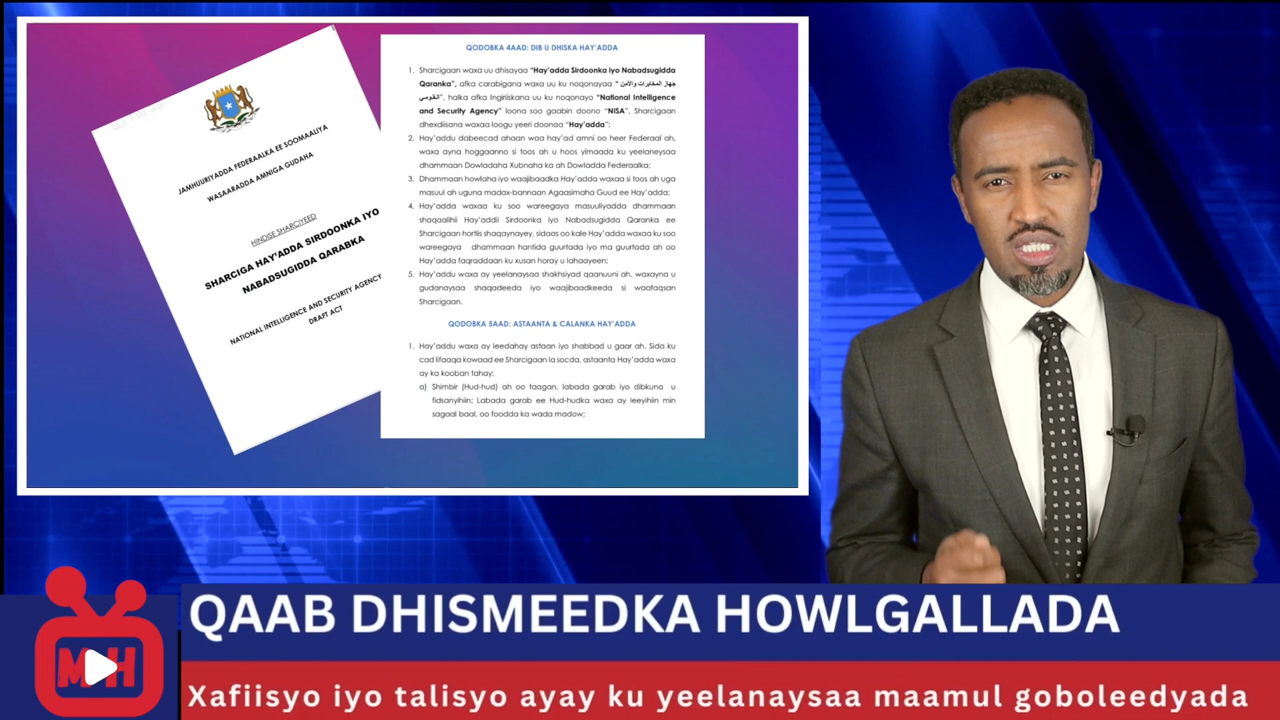 JAMHUURIYADDA FEDERAALKA EE SOOMAALIYA
WASAARADDA AMNIGA GUDAHA
HINDISE SHARCIYEED
SHARCIGA HAY'ADDA SIRDOONKA IYO
NABADSUGIDDA QARABKA
NATIONAL INTELLIGENCE AND SECURITY AGENCY
DRAFT ACT
QODOBKA 4AAD: DIB U DHISKA HAY'ADDA
1. Sharcigaan waxa uu dhisayaa "Hay'adda Sirdoonka iyo Nabadsugidda
Qaranka", afka carabigana waxa uu ku noqonayaa "جهاز المخابرات والأمن
القومي", halka afka Ingiriiskana uu ku noqonayo "National Intelligence
and Security Agency" loona soo gaabin doono "NISA". Sharcigaan
dhexdiisana waxaa loogu yeeri doonaa "Hay'adda";
2. Hay'addu dabeecad ahaan waa hay'ad amni oo heer Federaal ah,
waxa ayna hoggaanno si toos ah u hoos yimaada ku yeelaneysaa
dhammaan Dowladaha Xubnaha ka ah Dowladda Federaalka;
3. Dhammaan howlaha iyo waajibaadka Hay'adda waxaa si toos ah uga
masuul ah uguna madax-bannaan Agaasimaha Guud ee Hay'adda;
4. Hay'adda waxaa ku soo wareegaya masuuliyadda dhammaan
shaqaalihii Hay'addii Sirdoonka iyo Nabadsugidda Qaranka ee
Sharcigaan hortiis shaqaynayey, sidaas oo kale Hay'adda waxaa ku soo
wareegaya dhammaan hantida guurtada iyo ma guurtada ah oo
Hay'adda faqraddaan ku xusan horay u lahaayeen;
5. Hay'addu waxa ay yeelanaysaa shakhsiyad qaanuuni ah, waxayna u
gudanaysaa shaqadeeda iyo waajibaadkeeda si waafaqsan
Sharcigaan.
QODOBKA 5AAD: ASTAANTA & CALANKA HAY'ADDA
1. Hay'addu waxa ay leedahay astaan iyo shabbad u gaar ah. Sida ku
cad lifaaqa kowaad ee Sharcigaan la socda, astaanta Hay'adda waxa
ay ka kooban tahay:
a) Shimbir (Hud-hud) ah oo taagan, labada garab iyo dibkuna u
fidsanyihiin; Labada garab ee Hud-hudka waxa ay leeyihiin min
sagaal baal, oo foodda ka wada madow;
MH
QAAB DHISMEEDKA HOWLGALLADA
Xafiisyo iyo talisyo ayay ku yeelanaysaa maamul goboleedyada